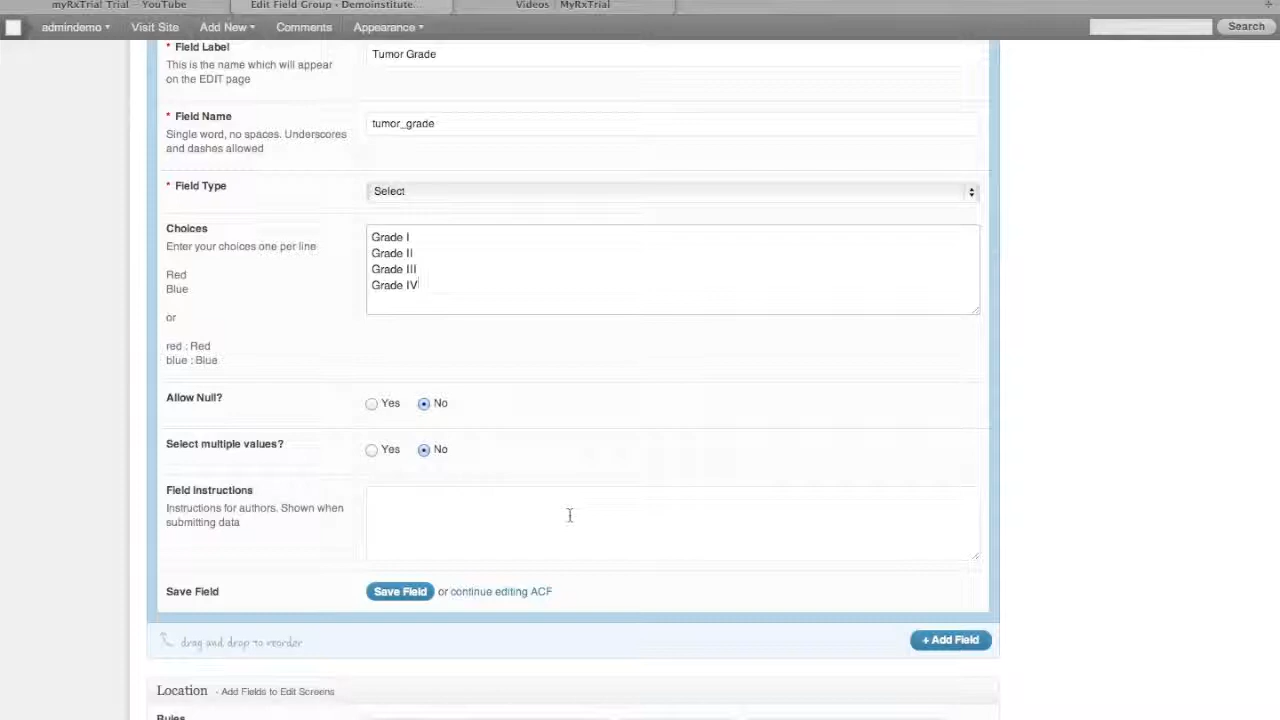 myRxTrial Trial – YouTube
Edit Field Group ‹ Demoinstitute...
Videos | MyRxTrial
admindemo
Visit Site
Add New
Comments
Appearance
Search
* Field Label
This is the name which will appear
on the EDIT page
Tumor Grade
* Field Name
Single word, no spaces. Underscores
and dashes allowed
tumor_grade
* Field Type
Select
Choices
Enter your choices one per line
Red
Blue
or
red : Red
blue : Blue
Grade I
Grade II
Grade III
Grade IV
Allow Null?
Yes
No
Select multiple values?
Yes
No
Field Instructions
Instructions for authors. Shown when
submitting data
Save Field
Save Field or continue editing ACF
drag and drop to reorder
+ Add Field
Location - Add Fields to Edit Screens
Rules